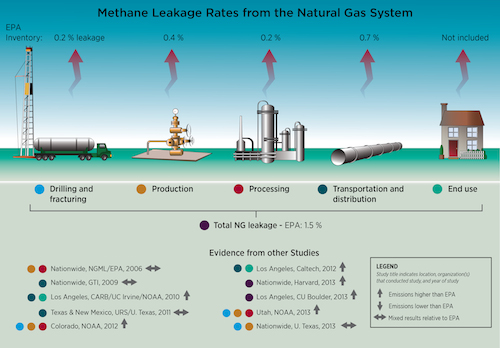 Methane Leakage Rates from the Natural Gas System
EPA
Inventory:
0.2 % leakage
0.4 %
0.2 %
0.7 %
Not included
Drilling and
fracturing
Production
Processing
Transportation and
distribution
End use
Total NG leakage - EPA: 1.5 %
Evidence from other Studies
Nationwide, NGML/EPA, 2006
Nationwide, GTI, 2009
Los Angeles, CARB/UC Irvine/NOAA, 2010
Texas & New Mexico, URS/U. Texas, 2011
Colorado, NOAA, 2012
Los Angeles, Caltech, 2012
Nationwide, Harvard, 2013
Los Angeles, CU Boulder, 2013
Utah, NOAA, 2013
Nationwide, U. Texas, 2013
LEGEND
Study title indicates location, organization(s)
that conducted study, and year of study
Emissions higher than EPA
Emissions lower than EPA
Mixed results relative to EPA